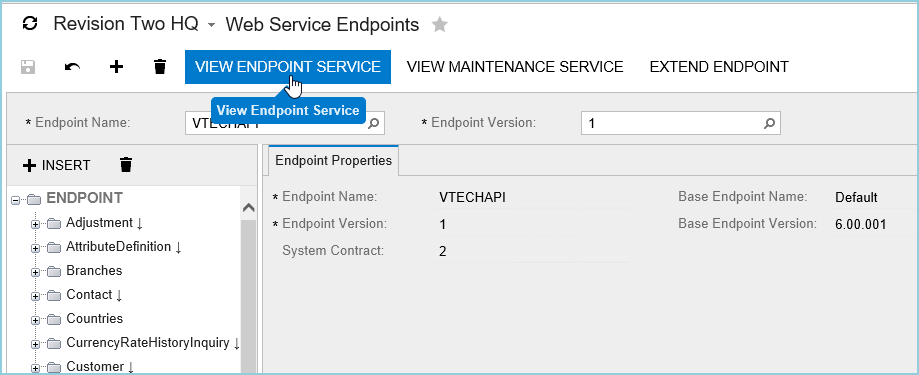 Revision Two HQ Web Service Endpoints
VIEW ENDPOINT SERVICE VIEW MAINTENANCE SERVICE EXTEND ENDPOINT
View Endpoint Service
* Endpoint Name: VTECHAPI * Endpoint Version: 1
INSERT
ENDPOINT
Adjustment ↓
AttributeDefinition ↓
Branches
Contact ↓
Countries
CurrencyRateHistoryInquiry ↓
Customer ↓
Endpoint Properties
* Endpoint Name: VTECHAPI Base Endpoint Name: Default
* Endpoint Version: 1 Base Endpoint Version: 6.00.001
System Contract: 2